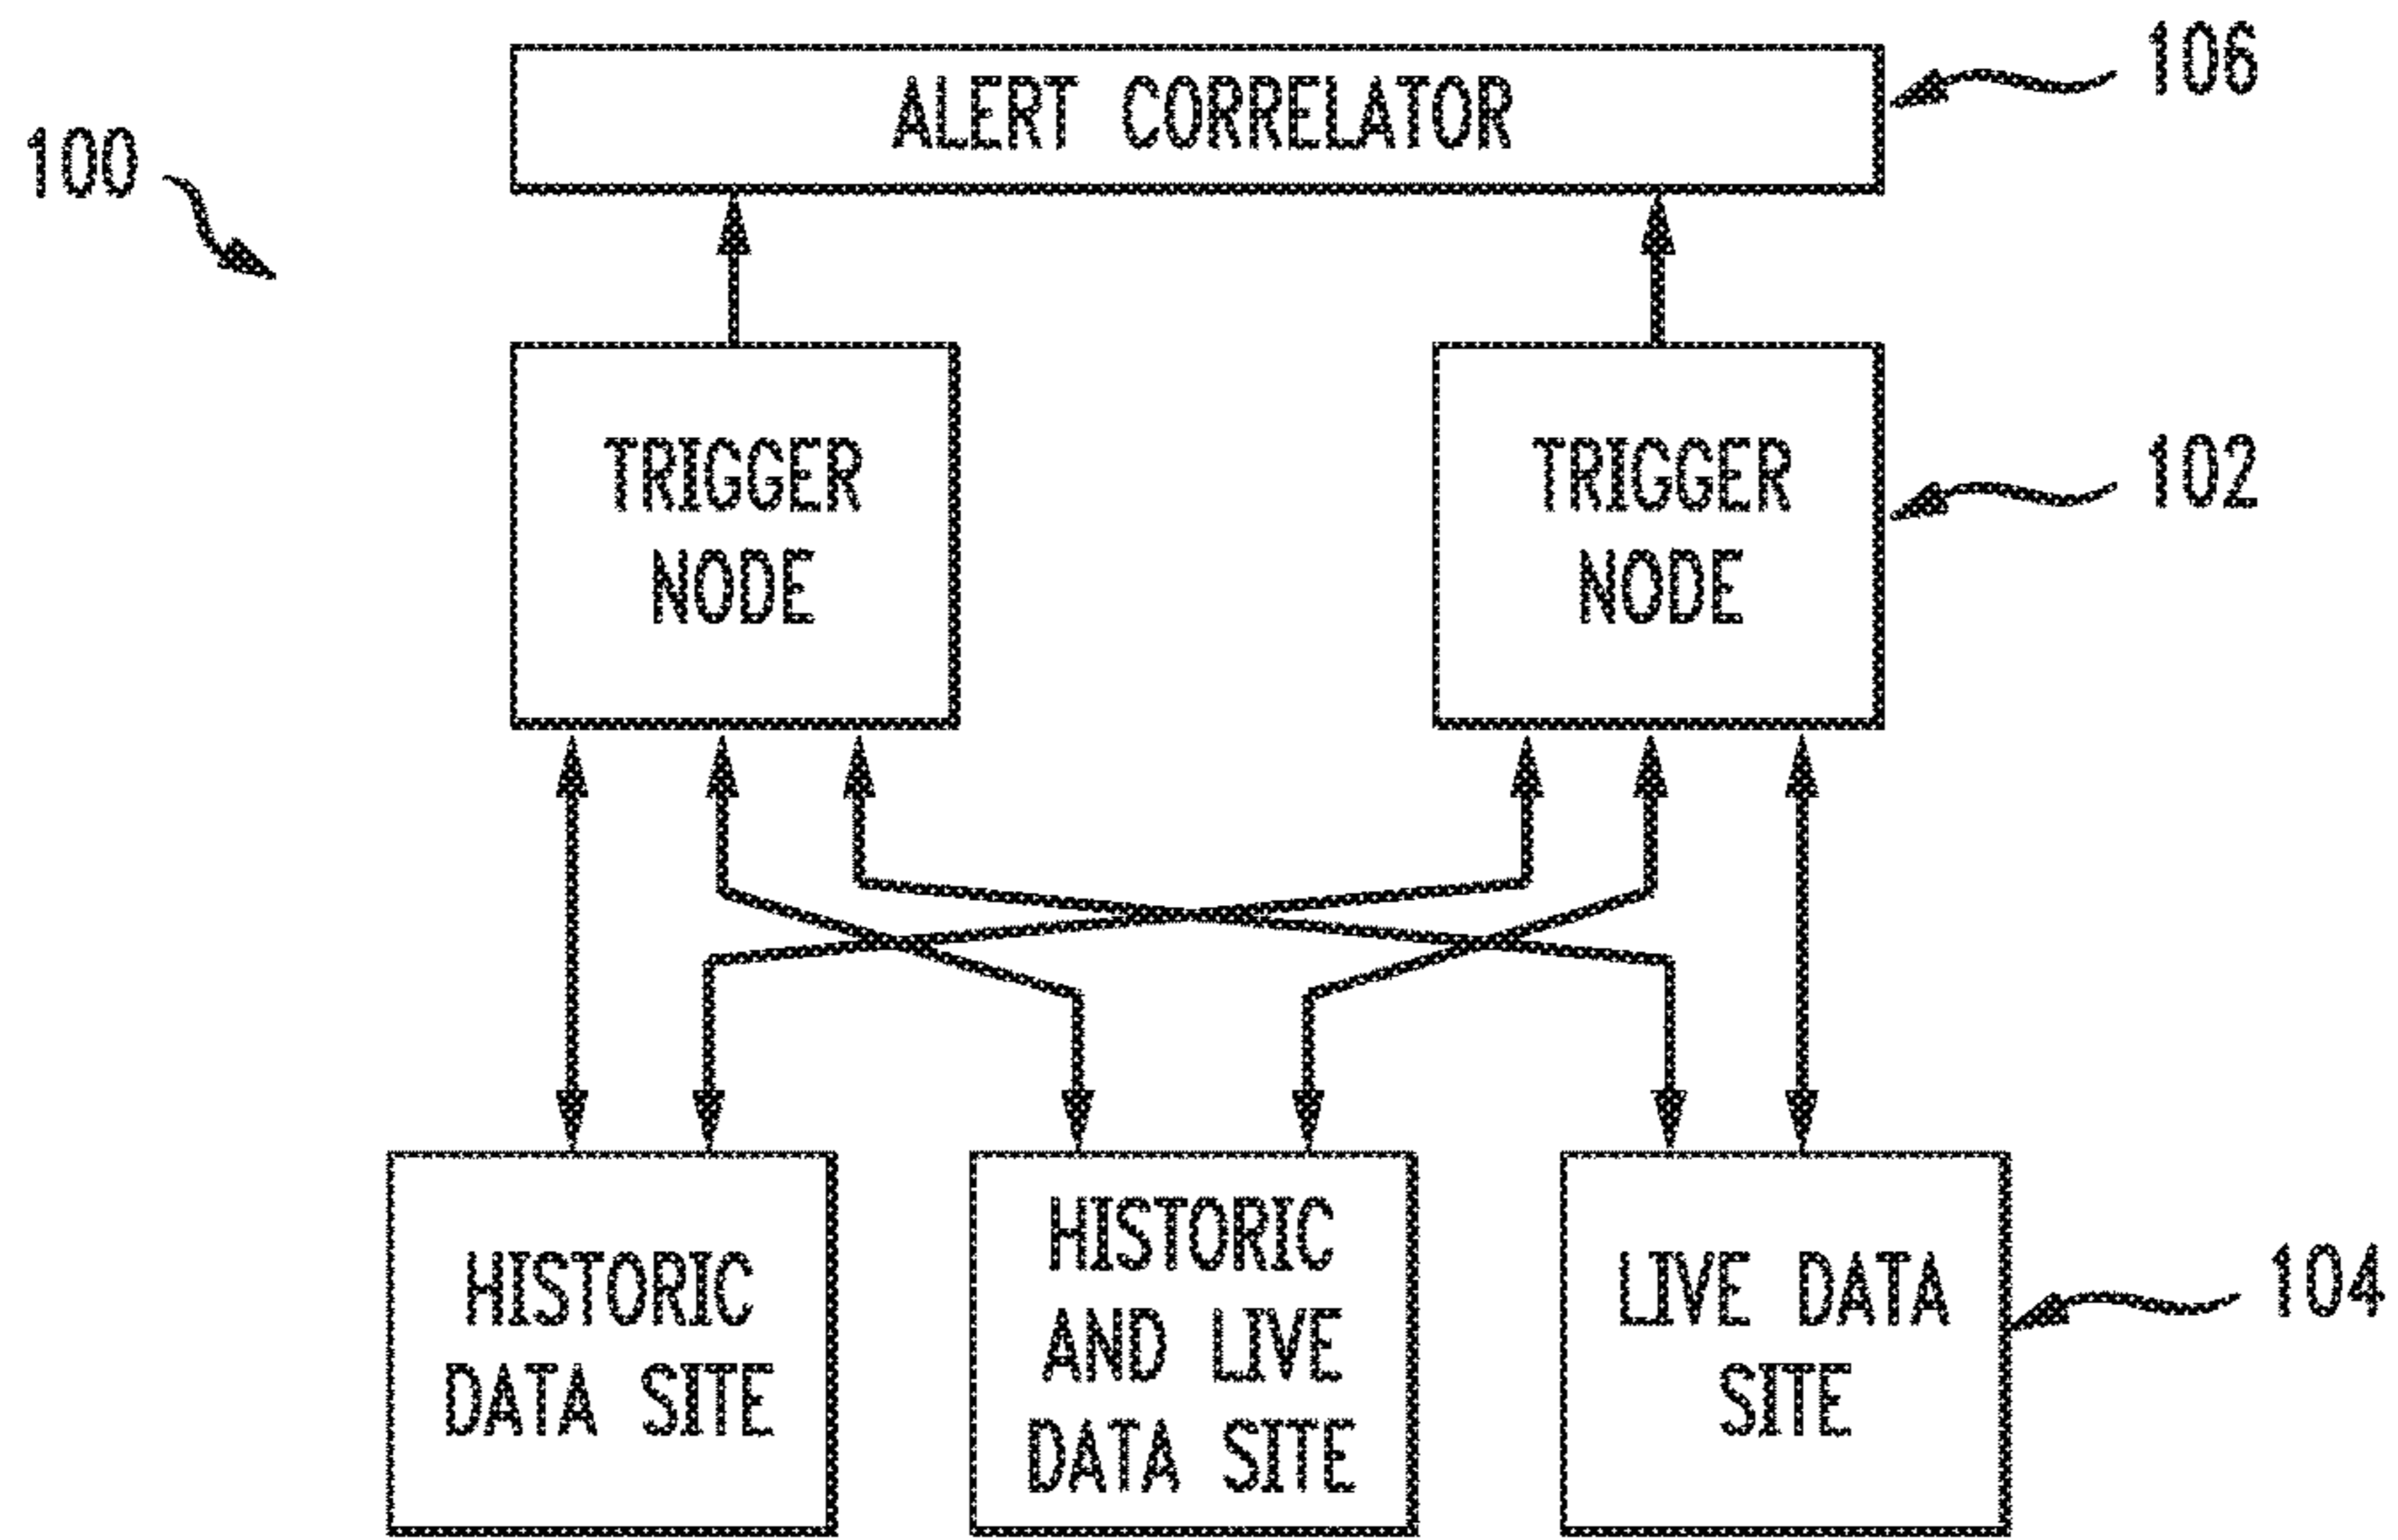 106
ALERT CORRELATOR
100
TRIGGER
NODE
TRIGGER
NODE
102
HISTORIC
DATA SITE
HISTORIC
AND LIVE
DATA SITE
LIVE DATA
SITE
104